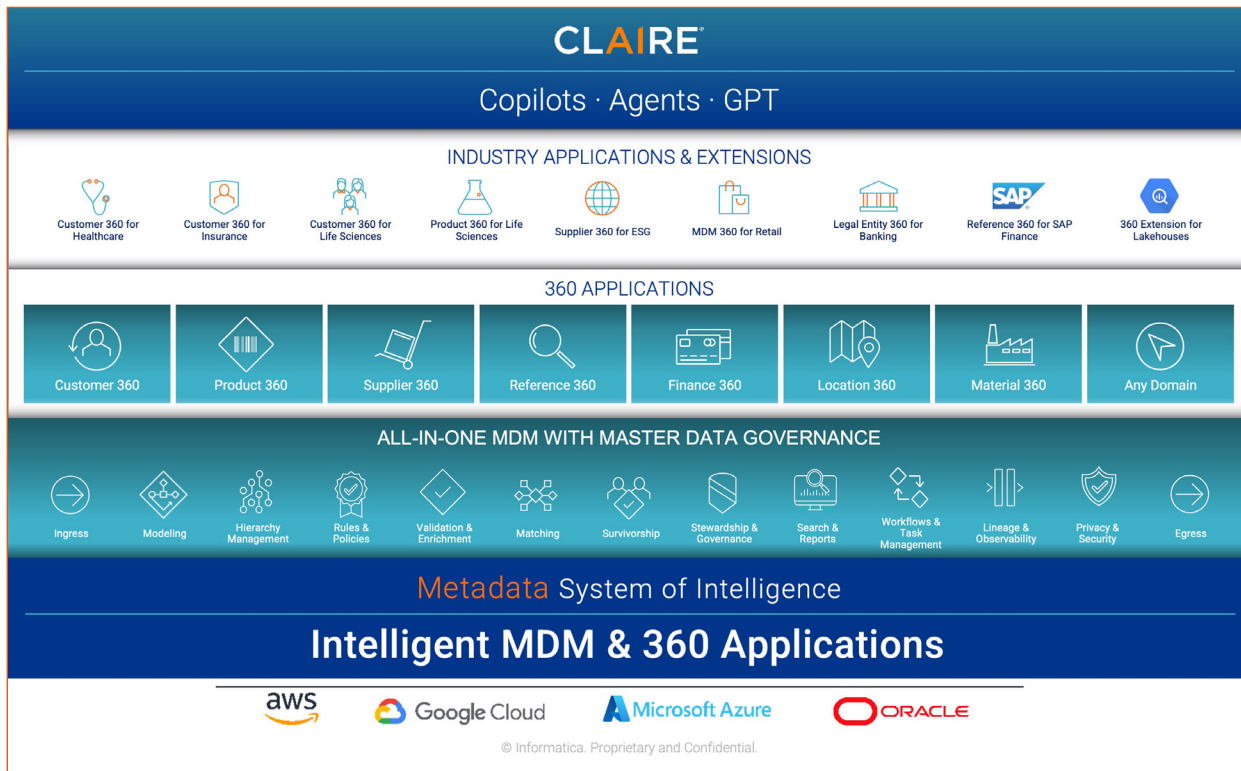 CLAIRE®
Copilots · Agents · GPT
INDUSTRY APPLICATIONS & EXTENSIONS
Customer 360 for
Healthcare
Customer 360 for
Insurance
Customer 360 for
Life Sciences
Product 360 for Life
Sciences
Supplier 360 for ESG
MDM 360 for Retail
Legal Entity 360 for
Banking
SAP
Reference 360 for SAP
Finance
360 Extension for
Lakehouses
360 APPLICATIONS
Customer 360
Product 360
Supplier 360
Reference 360
Finance 360
Location 360
Material 360
Any Domain
ALL-IN-ONE MDM WITH MASTER DATA GOVERNANCE
Ingress
Modeling
Hierarchy
Management
Rules &
Policies
Validation &
Enrichment
Matching
Survivorship
Stewardship &
Governance
Search &
Reports
Workflows &
Task
Management
Lineage &
Observability
Privacy &
Security
Egress
Metadata System of Intelligence
Intelligent MDM & 360 Applications
aws
Google Cloud
Microsoft Azure
ORACLE
© Informatica. Proprietary and Confidential.